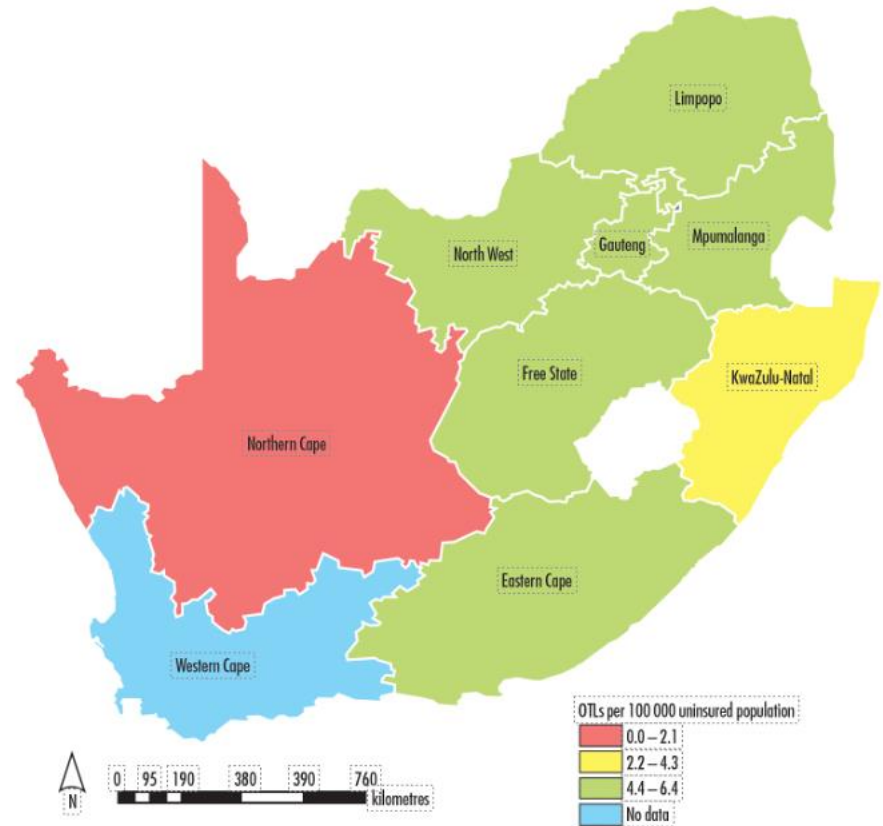 Limpopo
Mpumalanga
Gauteng
North West
Free State
KwaZulu-Natal
Northern Cape
Eastern Cape
Western Cape
OTLs per 100 000 uninsured population
0.0 – 2.1
2.2 – 4.3
4.4 – 6.4
No data
N
0 95 190 380 390 760
kilometres